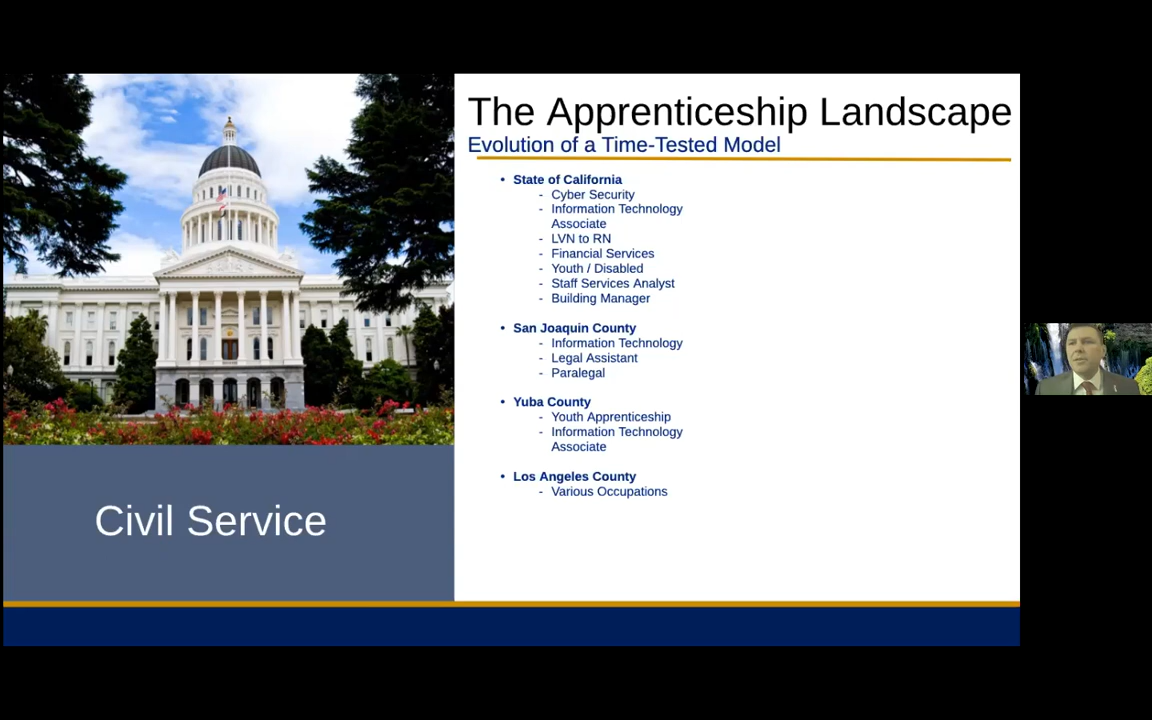 The Apprenticeship Landscape
Evolution of a Time-Tested Model
• State of California
- Cyber Security
- Information Technology
Associate
- LVN to RN
- Financial Services
- Youth / Disabled
- Staff Services Analyst
- Building Manager
• San Joaquin County
- Information Technology
- Legal Assistant
- Paralegal
• Yuba County
- Youth Apprenticeship
- Information Technology
Associate
• Los Angeles County
- Various Occupations
Civil Service